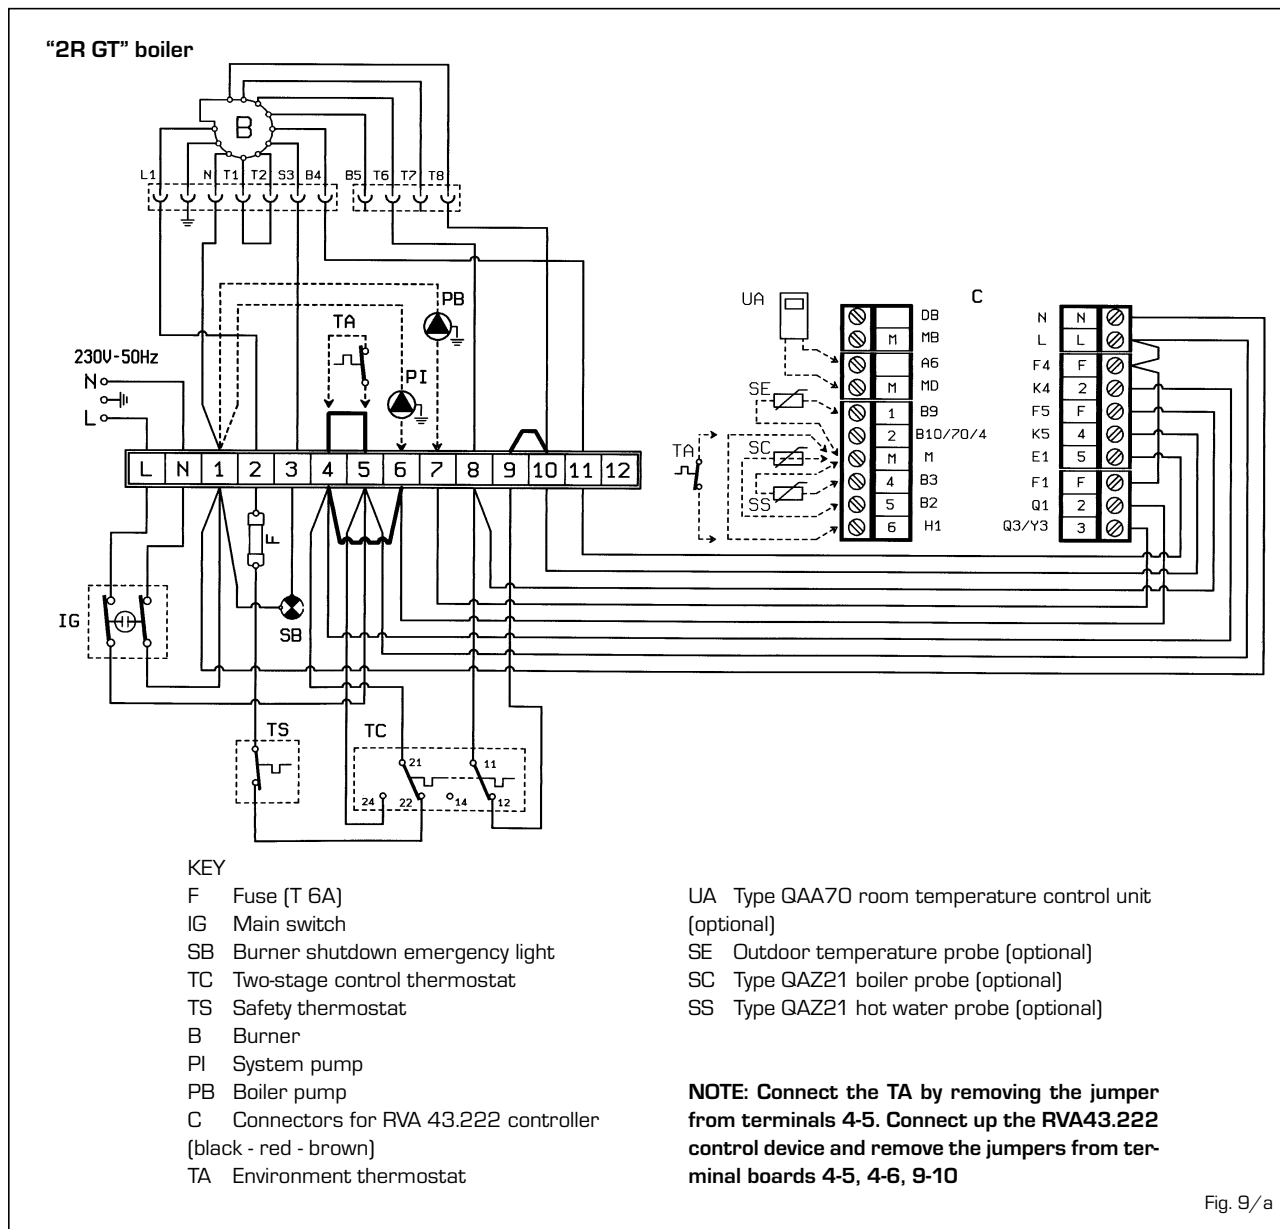 “2R GT” boiler
B
L1 N T1 T2 S3 B4 B5 T6 T7 T8
PB
TA
PI
230V-50Hz
N
L
L N 1 2 3 4 5 6 7 8 9 10 11 12
F
IG
SB
TS
TC
21 11
24 22 14 12
UA
C
SE
TA
SC
SS
DB
M MB
A6
M MD
1 B9
2 B10/70/4
M M
4 B3
5 B2
6 H1
N N
L L
F4 F
K4 2
F5 F
K5 4
E1 5
F1 F
Q1 2
Q3/Y3 3
KEY
F Fuse (T 6A)
IG Main switch
SB Burner shutdown emergency light
TC Two-stage control thermostat
TS Safety thermostat
B Burner
PI System pump
PB Boiler pump
C Connectors for RVA 43.222 controller
(black - red - brown)
TA Environment thermostat
UA Type QAA70 room temperature control unit
(optional)
SE Outdoor temperature probe (optional)
SC Type QAZ21 boiler probe (optional)
SS Type QAZ21 hot water probe (optional)
NOTE: Connect the TA by removing the jumper
from terminals 4-5. Connect up the RVA43.222
control device and remove the jumpers from ter-
minal boards 4-5, 4-6, 9-10
Fig. 9/a